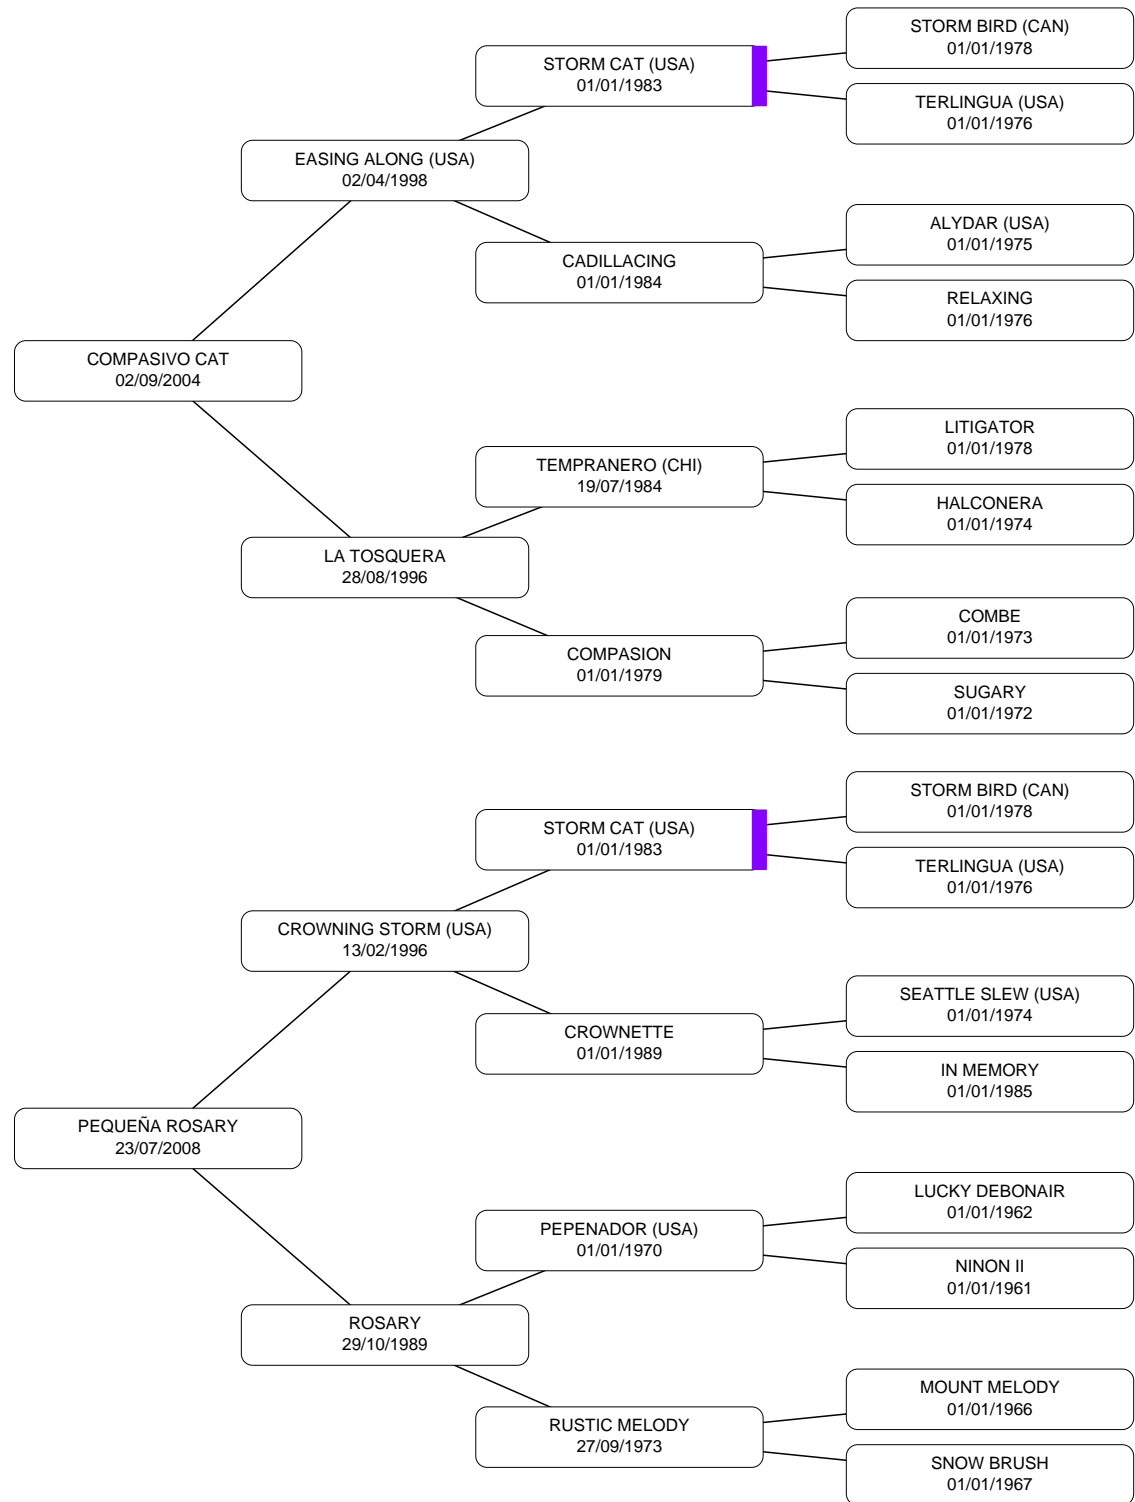 STORM BIRD (CAN)
01/01/1978
STORM CAT (USA)
01/01/1983
TERLINGUA (USA)
01/01/1976
EASING ALONG (USA)
02/04/1998
ALYDAR (USA)
01/01/1975
CADILLACING
01/01/1984
RELAXING
01/01/1976
COMPASIVO CAT
02/09/2004
LITIGATOR
01/01/1978
TEMPRANERO (CHI)
19/07/1984
HALCONERA
01/01/1974
LA TOSQUERA
28/08/1996
COMBE
01/01/1973
COMPASION
01/01/1979
SUGARY
01/01/1972
STORM BIRD (CAN)
01/01/1978
STORM CAT (USA)
01/01/1983
TERLINGUA (USA)
01/01/1976
CROWNING STORM (USA)
13/02/1996
SEATTLE SLEW (USA)
01/01/1974
CROWNETTE
01/01/1989
IN MEMORY
01/01/1985
PEQUEÑA ROSARY
23/07/2008
LUCKY DEBONAIR
01/01/1962
PEPENADOR (USA)
01/01/1970
NINON II
01/01/1961
ROSARY
29/10/1989
MOUNT MELODY
01/01/1966
RUSTIC MELODY
27/09/1973
SNOW BRUSH
01/01/1967